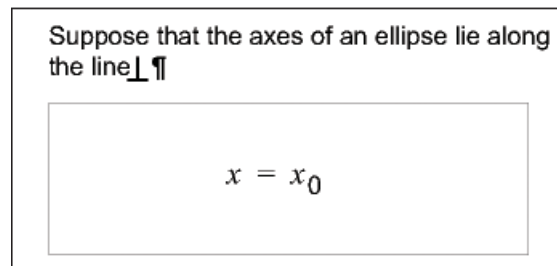 Suppose that the axes of an ellipse lie along
the line⊥ ¶
x = x₀